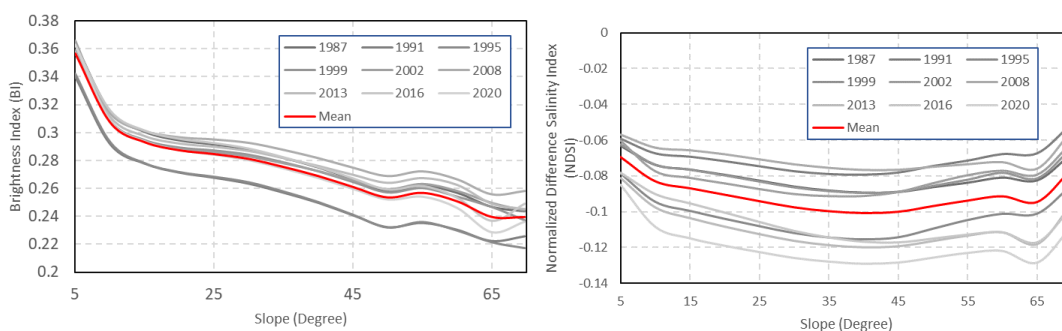 0.38
0.36
0.34
0.32
0.3
0.28
0.26
0.24
0.22
0.2
Brightness Index (BI)
1987 1991 1995
1999 2002 2008
2013 2016 2020
Mean
5 25 45 65
Slope (Degree)
0
-0.02
-0.04
-0.06
-0.08
-0.1
-0.12
-0.14
Normalized Difference Salinity Index
(NDSI)
1987 1991 1995
1999 2002 2008
2013 2016 2020
Mean
5 15 25 35 45 55 65
Slope (Degree)